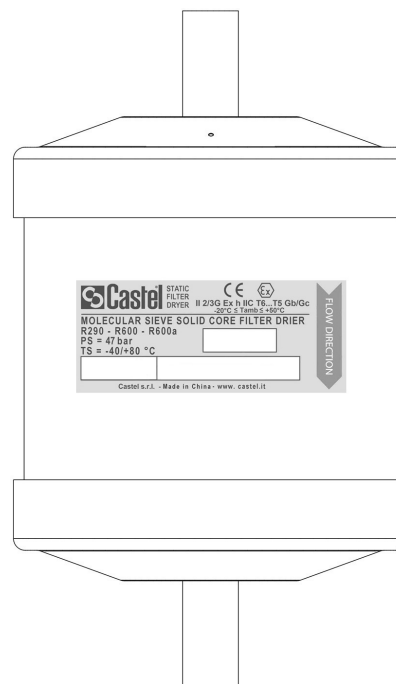 Castel
STATIC
FILTER
DRYER
CE Ex
II 2/3G Ex h IIC T6...T5 Gb/Gc
-20°C ≤ Tamb ≤ +50°C
MOLECULAR SIEVE SOLID CORE FILTER DRIER
R290 - R600 - R600a
PS = 47 bar
TS = -40/+80 °C
Castel s.r.l. - Made in China - www. castel.it
FLOW DIRECTION